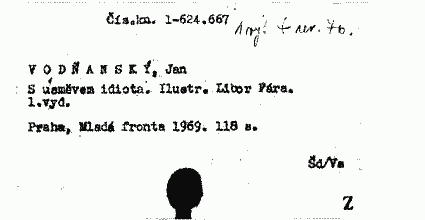 Čís.kn. 1-624.667
V O D Ň A N S K Ý, Jan
S úsměvem idiota. Ilustr. Libor Fára.
1.vyd.
Praha, Mladá fronta 1969. 118 s.
Šd/Va
Z